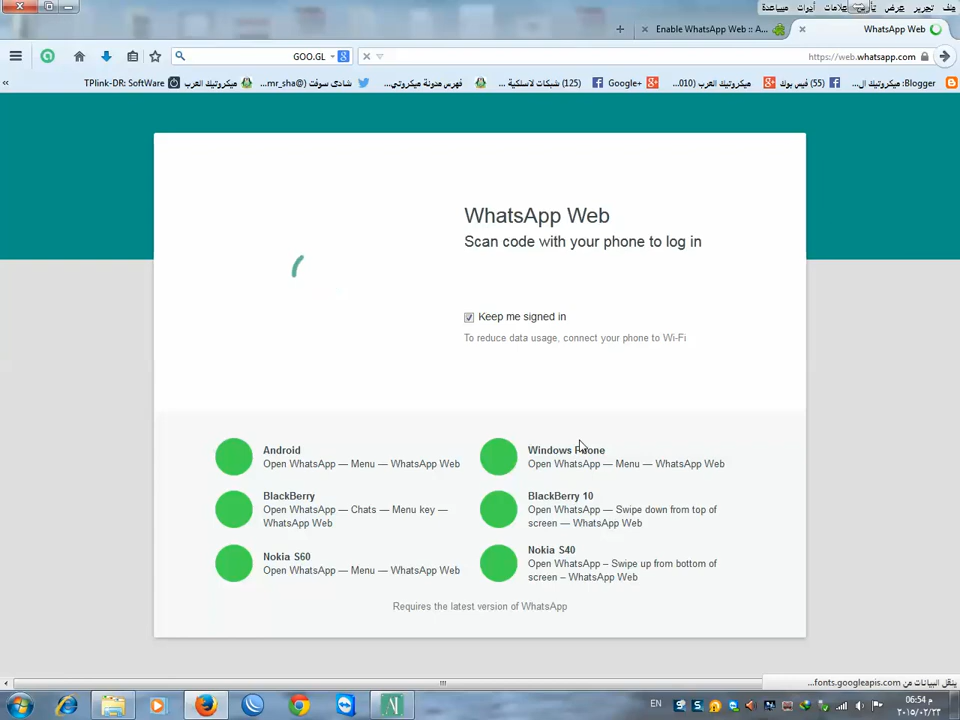 ملف تحرير عرض تأريخ علامات أدوات مساعدة
WhatsApp Web
Enable WhatsApp Web :: A...
https://web.whatsapp.com
GOO.GL
Blogger: ميكروتيك ال...
(55) فيس بوك
ميكروتيك العرب (010...
Google+
(125) شبكات لاسلكية ...
فهرس مدونة ميكروتي...
شادى سوفت (@mr_sha...
ميكروتيك العرب
TPlink-DR: SoftWare
WhatsApp Web
Scan code with your phone to log in
Keep me signed in
To reduce data usage, connect your phone to Wi-Fi
Android
Open WhatsApp — Menu — WhatsApp Web
Windows Phone
Open WhatsApp — Menu — WhatsApp Web
BlackBerry
Open WhatsApp — Chats — Menu key —
WhatsApp Web
BlackBerry 10
Open WhatsApp — Swipe down from top of
screen — WhatsApp Web
Nokia S60
Open WhatsApp — Menu — WhatsApp Web
Nokia S40
Open WhatsApp – Swipe up from bottom of
screen – WhatsApp Web
Requires the latest version of WhatsApp
ينقل البيانات من fonts.googleapis.com...
EN
06:54 م
٢٠١٥/٠٢/٢٣